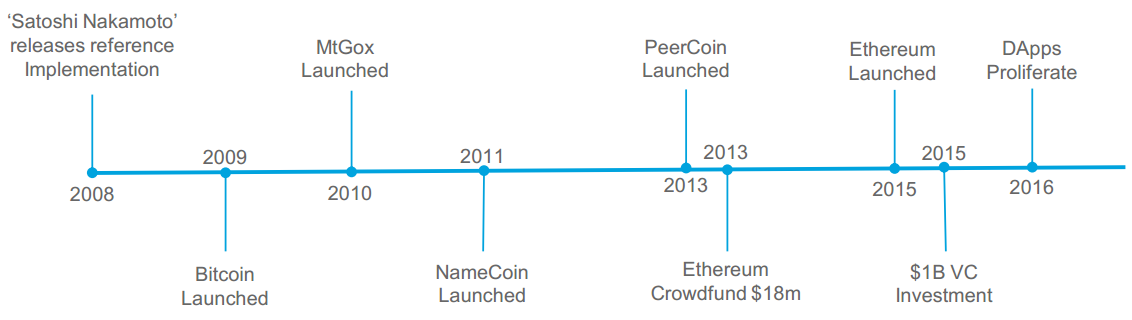 ‘Satoshi Nakamoto’
releases reference
Implementation
2008
2009
Bitcoin
Launched
MtGox
Launched
2010
2011
NameCoin
Launched
PeerCoin
Launched
2013
2013
Ethereum
Crowdfund $18m
Ethereum
Launched
2015
2015
$1B VC
Investment
DApps
Proliferate
2016